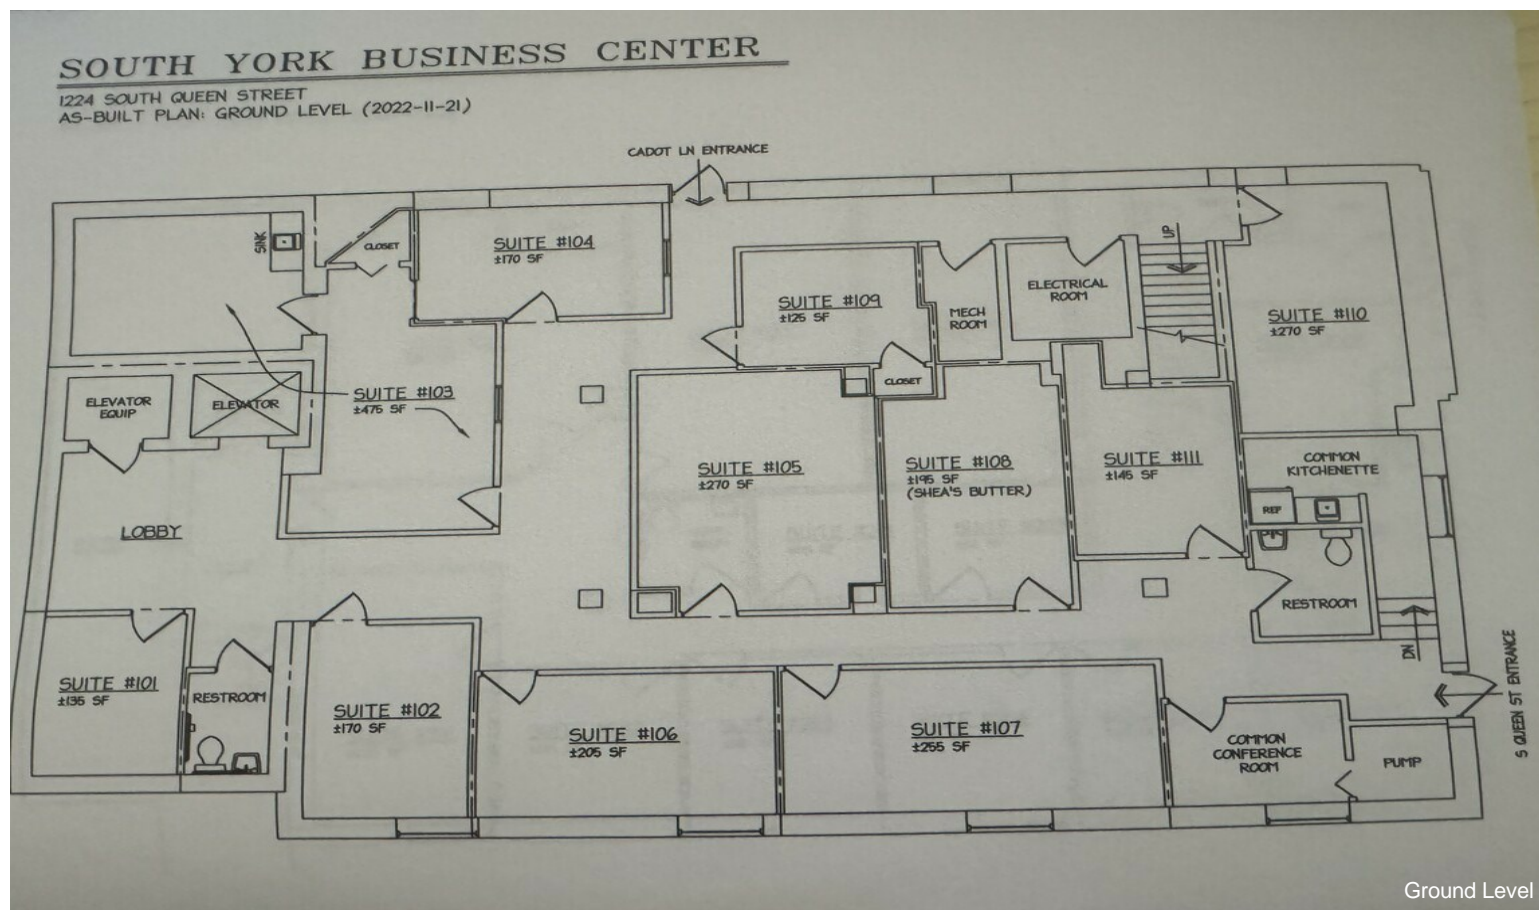 SOUTH YORK BUSINESS CENTER
1224 SOUTH QUEEN STREET
AS-BUILT PLAN: GROUND LEVEL (2022-11-21)
CADOT LN ENTRANCE
SINK
CLOSET
SUITE #104
±170 SF
UP
SUITE #109
±125 SF
MECH
ROOM
ELECTRICAL
ROOM
SUITE #110
±270 SF
ELEVATOR
EQUIP
ELEVATOR
SUITE #103
±475 SF
CLOSET
SUITE #105
±270 SF
SUITE #108
±195 SF
(SHEA'S BUTTER)
SUITE #111
±145 SF
COMMON
KITCHENETTE
REF
LOBBY
RESTROOM
DN
S QUEEN ST ENTRANCE
SUITE #101
±135 SF
RESTROOM
SUITE #102
±170 SF
SUITE #106
±205 SF
SUITE #107
±255 SF
COMMON
CONFERENCE
ROOM
PUMP
Ground Level